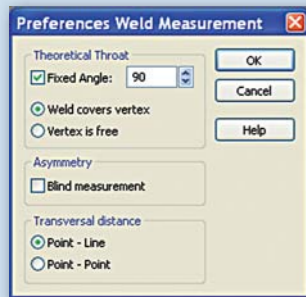 Preferences Weld Measurement
Theoretical Throat
Fixed Angle: 90
Weld covers vertex
Vertex is free
Asymmetry
Blind measurement
Transversal distance
Point - Line
Point - Point
OK
Cancel
Help